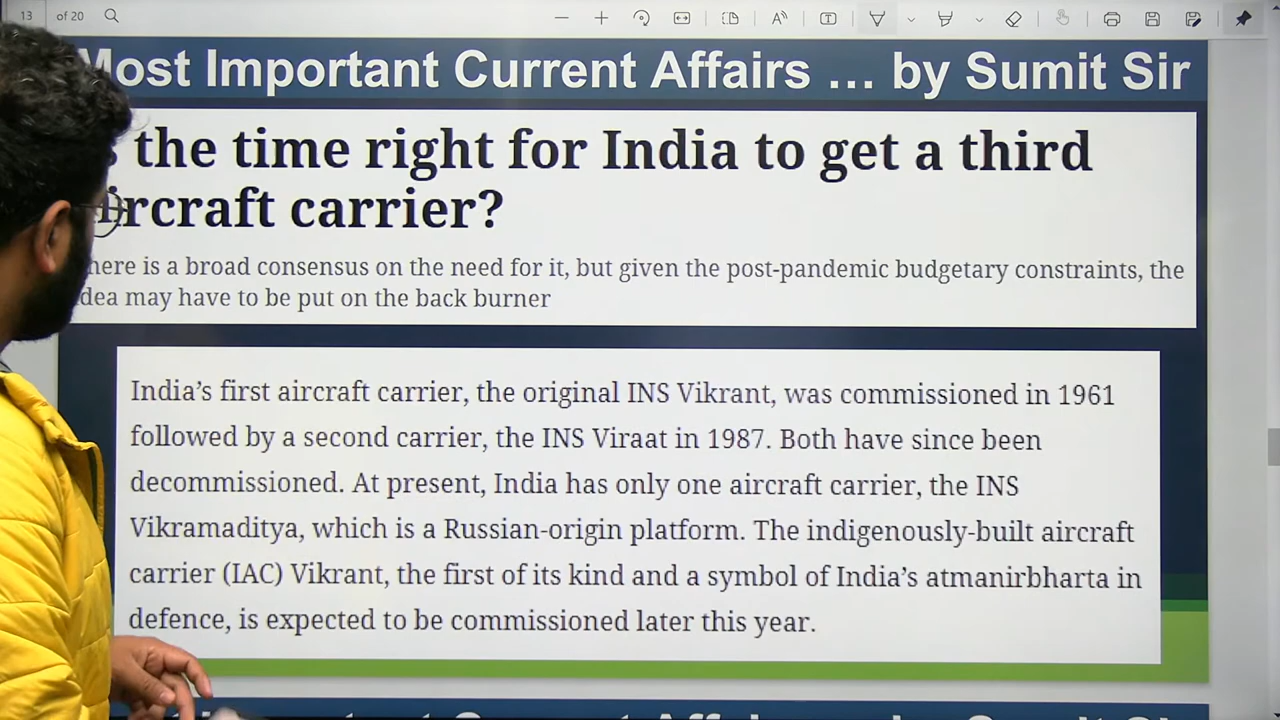 13 of 20
Most Important Current Affairs ... by Sumit Sir
the time right for India to get a third
aircraft carrier?
There is a broad consensus on the need for it, but given the post-pandemic budgetary constraints, the
idea may have to be put on the back burner
India’s first aircraft carrier, the original INS Vikrant, was commissioned in 1961
followed by a second carrier, the INS Viraat in 1987. Both have since been
decommissioned. At present, India has only one aircraft carrier, the INS
Vikramaditya, which is a Russian-origin platform. The indigenously-built aircraft
carrier (IAC) Vikrant, the first of its kind and a symbol of India’s atmanirbharta in
defence, is expected to be commissioned later this year.